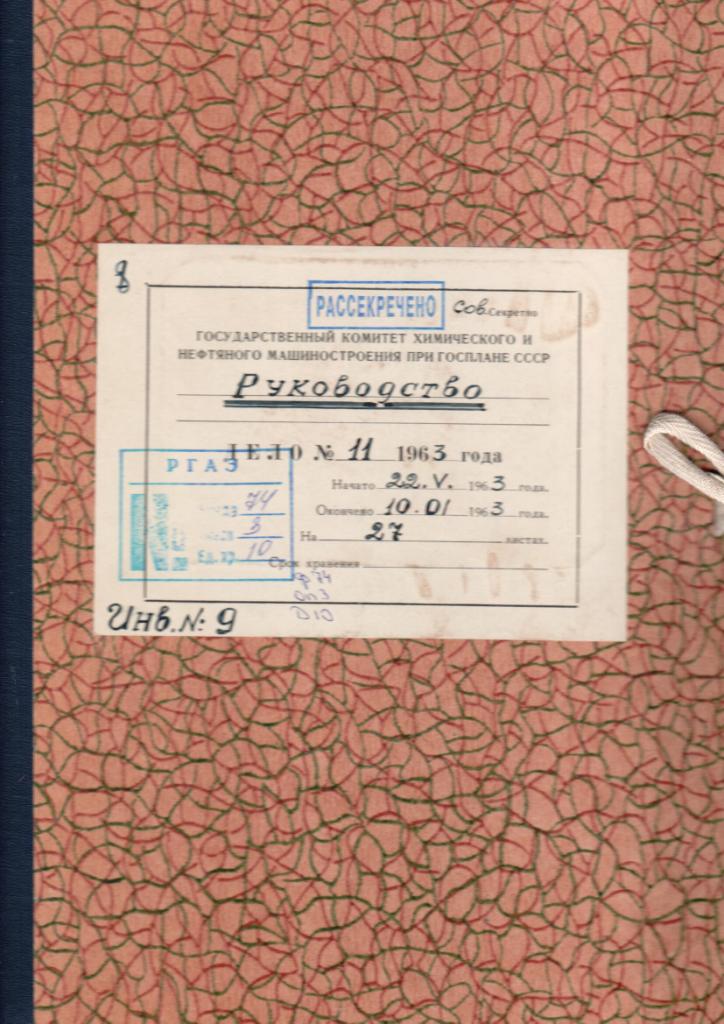 8
РАССЕКРЕЧЕНО
сов. Секретно
ГОСУДАРСТВЕННЫЙ КОМИТЕТ ХИМИЧЕСКОГО И
НЕФТЯНОГО МАШИНОСТРОЕНИЯ ПРИ ГОСПЛАНЕ СССР
Руководство
ДЕЛО № 11 1963 года
Начато 22.V. 1963 года.
Окончено 10.01 1963 года.
На 27 листах.
Срок хранения
РГАЭ
74
3
Ед. хр 10
ф 74
оп 3
Д 10
Инв. №: 9